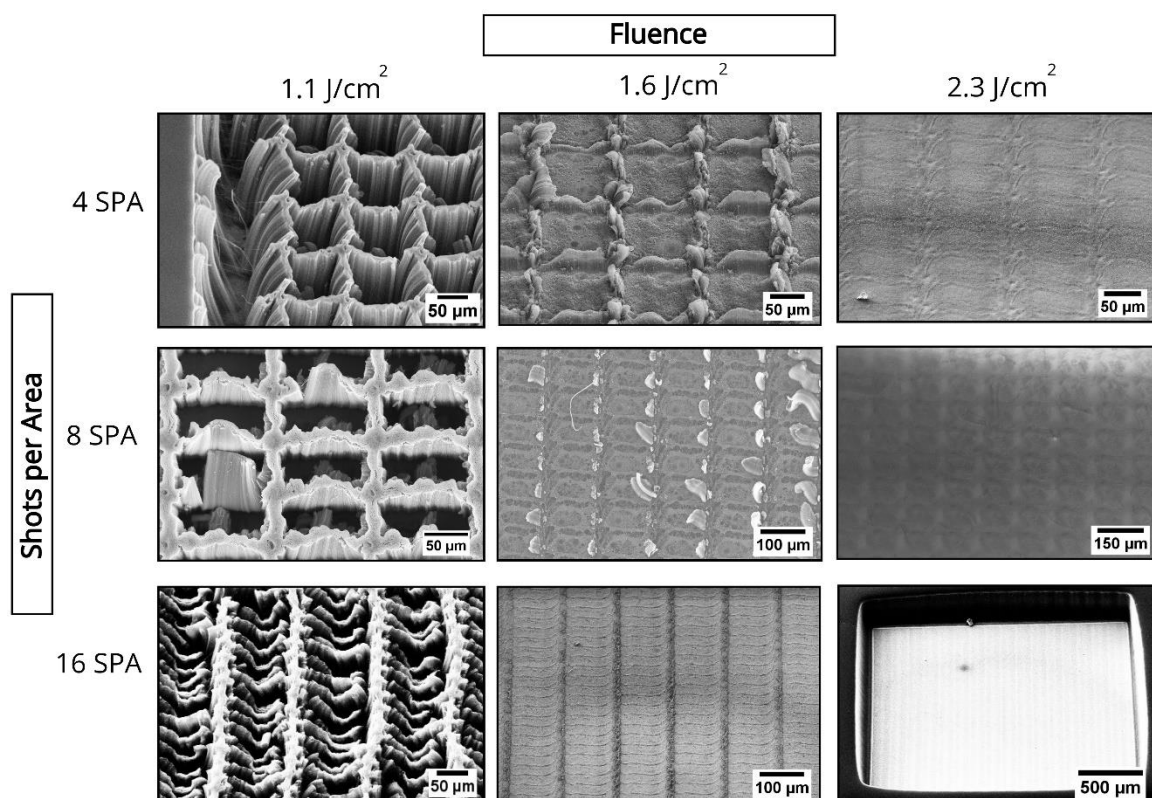 Fluence
1.1 J/cm²
1.6 J/cm²
2.3 J/cm²
4 SPA
50 µm
50 µm
50 µm
Shots per Area
8 SPA
50 µm
100 µm
150 µm
16 SPA
50 µm
100 µm
500 µm